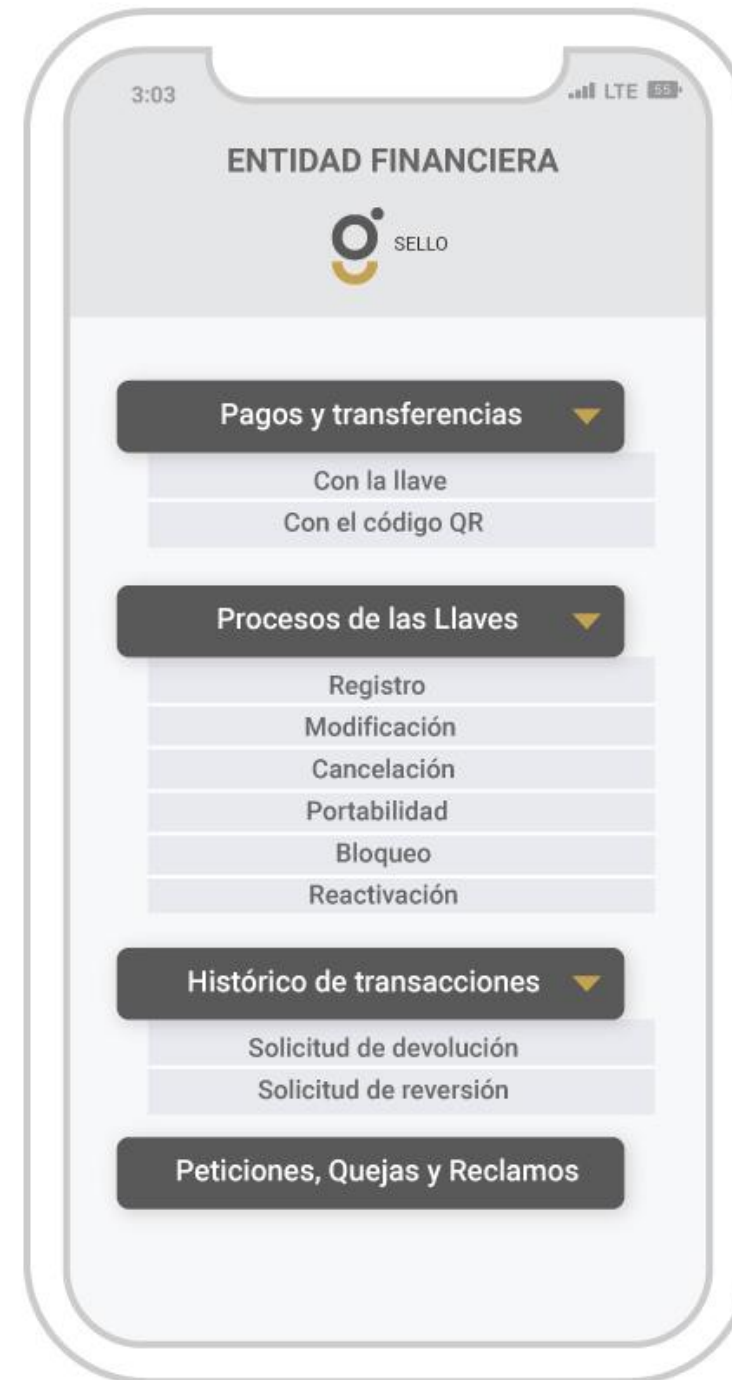 3:03
LTE 55
ENTIDAD FINANCIERA
g SELLO
Pagos y transferencias
Con la llave
Con el código QR
Procesos de las Llaves
Registro
Modificación
Cancelación
Portabilidad
Bloqueo
Reactivación
Histórico de transacciones
Solicitud de devolución
Solicitud de reversión
Peticiones, Quejas y Reclamos